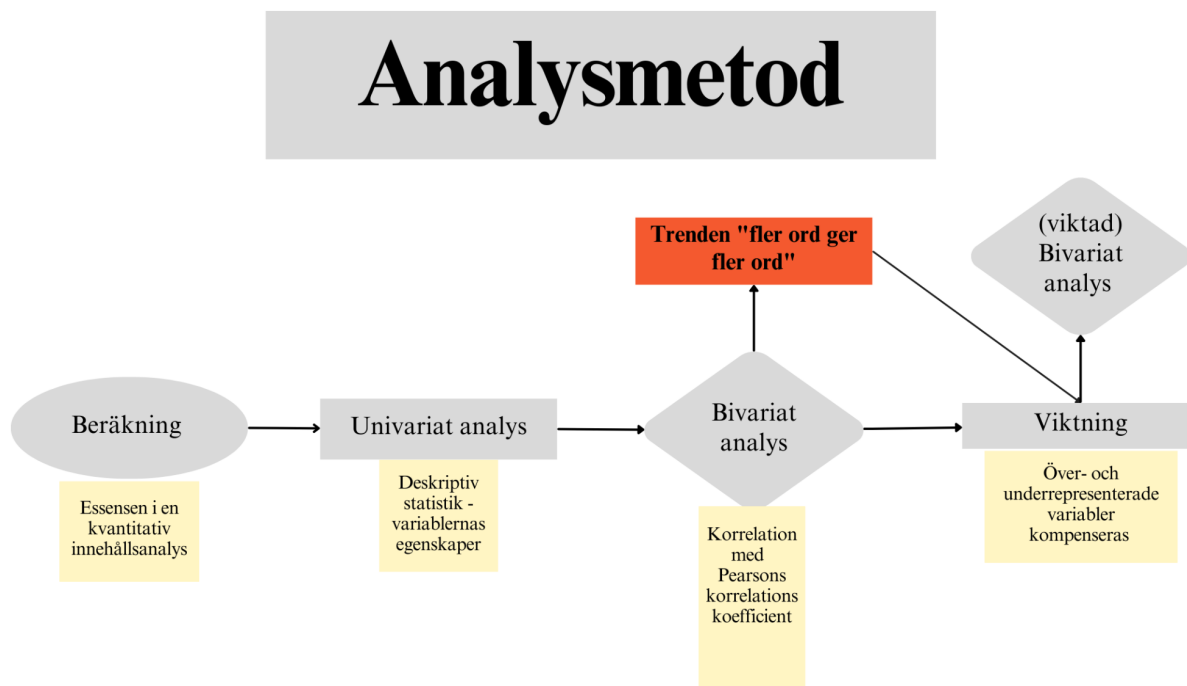 Analysmetod
Trenden "fler ord ger
fler ord"
(viktad)
Bivariat
analys
Beräkning
Univariat analys
Bivariat
analys
Viktning
Essensen i en
kvantitativ
innehållsanalys
Deskriptiv
statistik -
variablernas
egenskaper
Korrelation
med
Pearsons
korrelations
koefficient
Över- och
underrepresenterade
variabler
kompenseras